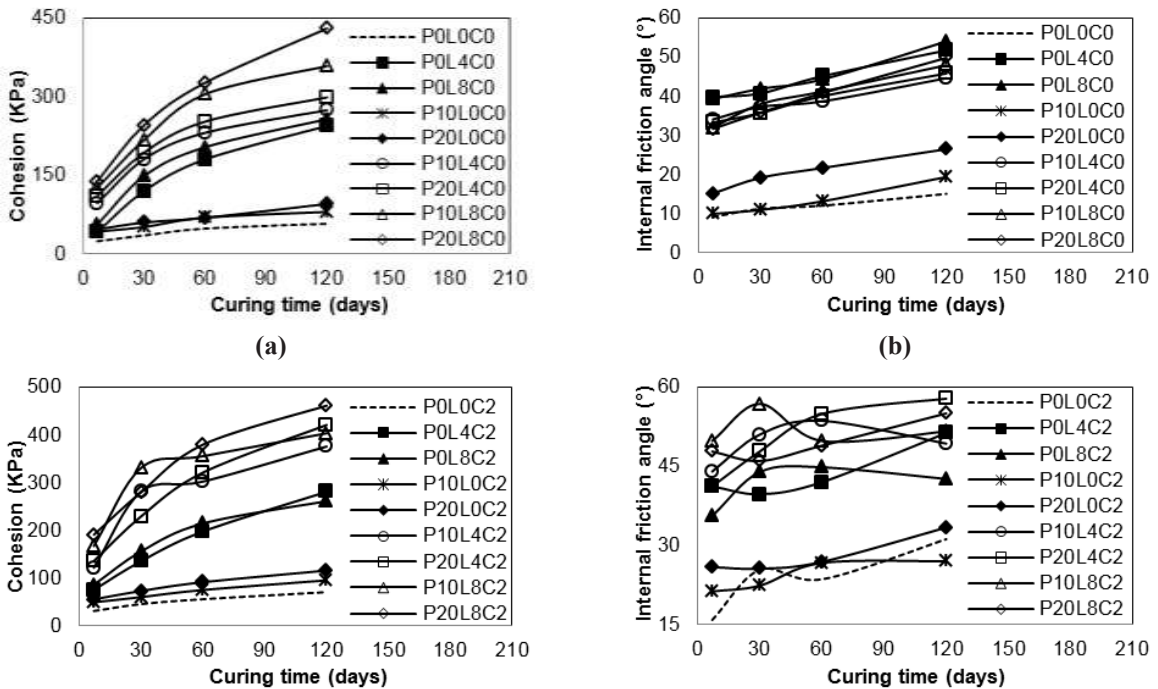 450
300
150
0
Cohesion (KPa)
0 30 60 90 120 150 180 210
Curing time (days)
P0L0C0
P0L4C0
P0L8C0
P10L0C0
P20L0C0
P10L4C0
P20L4C0
P10L8C0
P20L8C0
(a)
60
50
40
30
20
10
0
Internal friction angle (°)
0 30 60 90 120 150 180 210
Curing time (days)
P0L0C0
P0L4C0
P0L8C0
P10L0C0
P20L0C0
P10L4C0
P20L4C0
P10L8C0
P20L8C0
(b)
500
400
300
200
100
0
Cohesion (KPa)
0 30 60 90 120 150 180 210
Curing time (days)
P0L0C2
P0L4C2
P0L8C2
P10L0C2
P20L0C2
P10L4C2
P20L4C2
P10L8C2
P20L8C2
60
45
30
15
Internal friction angle (°)
0 30 60 90 120 150 180 210
Curing time (days)
P0L0C2
P0L4C2
P0L8C2
P10L0C2
P20L0C2
P10L4C2
P20L4C2
P10L8C2
P20L8C2